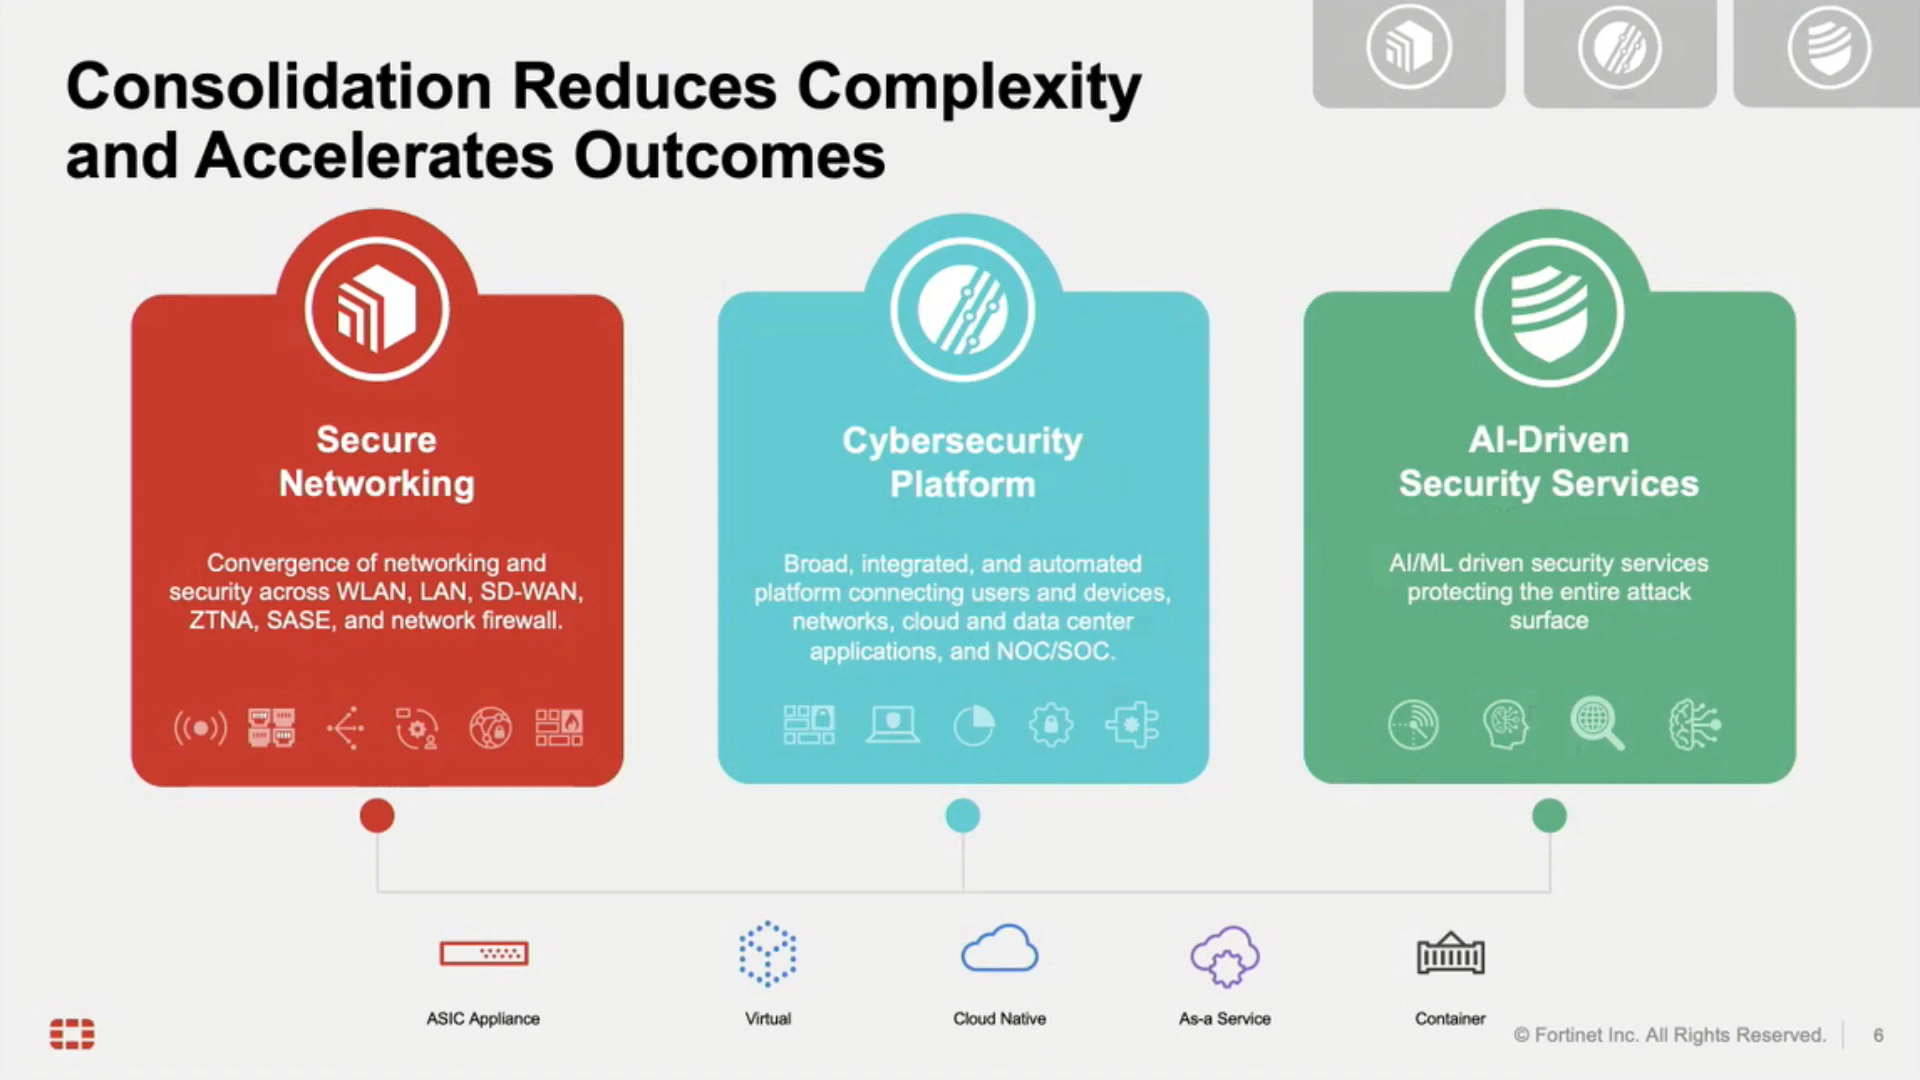 Consolidation Reduces Complexity
and Accelerates Outcomes
Secure
Networking
Convergence of networking and
security across WLAN, LAN, SD-WAN,
ZTNA, SASE, and network firewall.
Cybersecurity
Platform
Broad, integrated, and automated
platform connecting users and devices,
networks, cloud and data center
applications, and NOC/SOC.
AI-Driven
Security Services
AI/ML driven security services
protecting the entire attack
surface
ASIC Appliance
Virtual
Cloud Native
As-a Service
Container
© Fortinet Inc. All Rights Reserved.
6